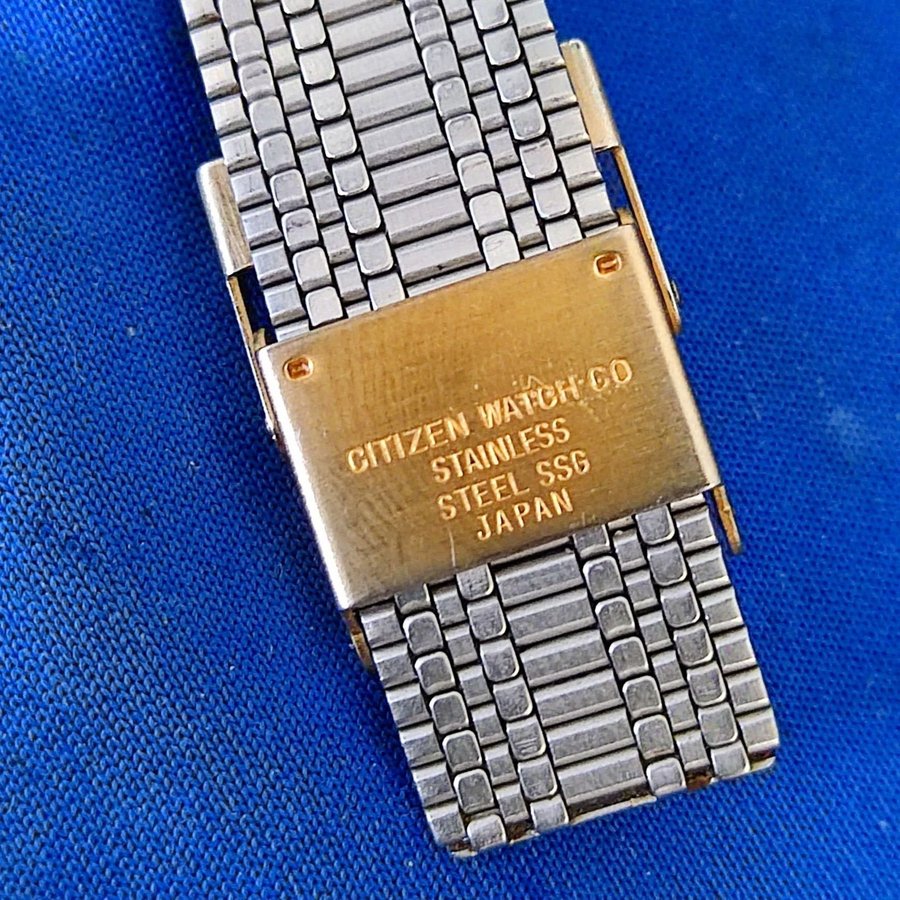 CITIZEN WATCH CO
STAINLESS
STEEL SSG
JAPAN